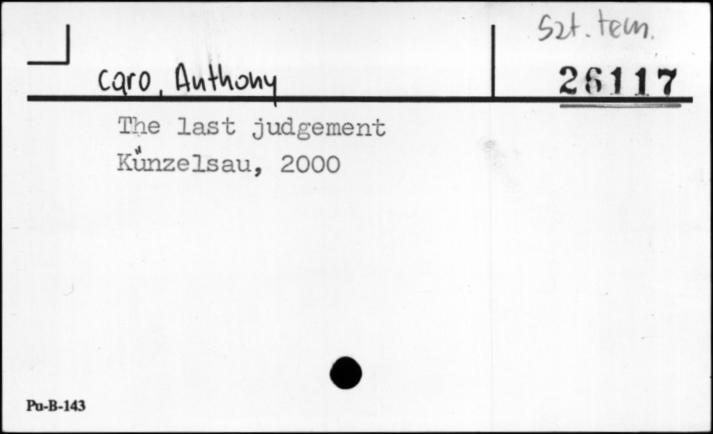 Szt. tem.
Caro, Anthony
26117
The last judgement
Künzelsau, 2000
Pu-B-143